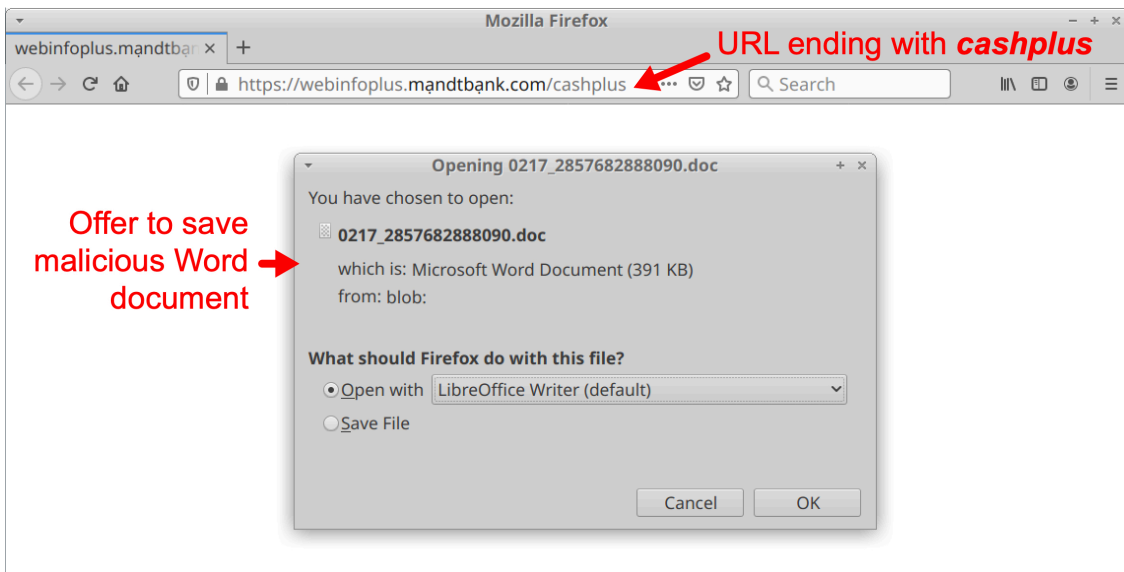 Mozilla Firefox
webinfoplus.mạndtbạn
URL ending with cashplus
https://webinfoplus.mạndtbạnk.com/cashplus
Search
Opening 0217_2857682888090.doc
You have chosen to open:
0217_2857682888090.doc
Offer to save
malicious Word
document
which is: Microsoft Word Document (391 KB)
from: blob:
What should Firefox do with this file?
Open with LibreOffice Writer (default)
Save File
Cancel OK